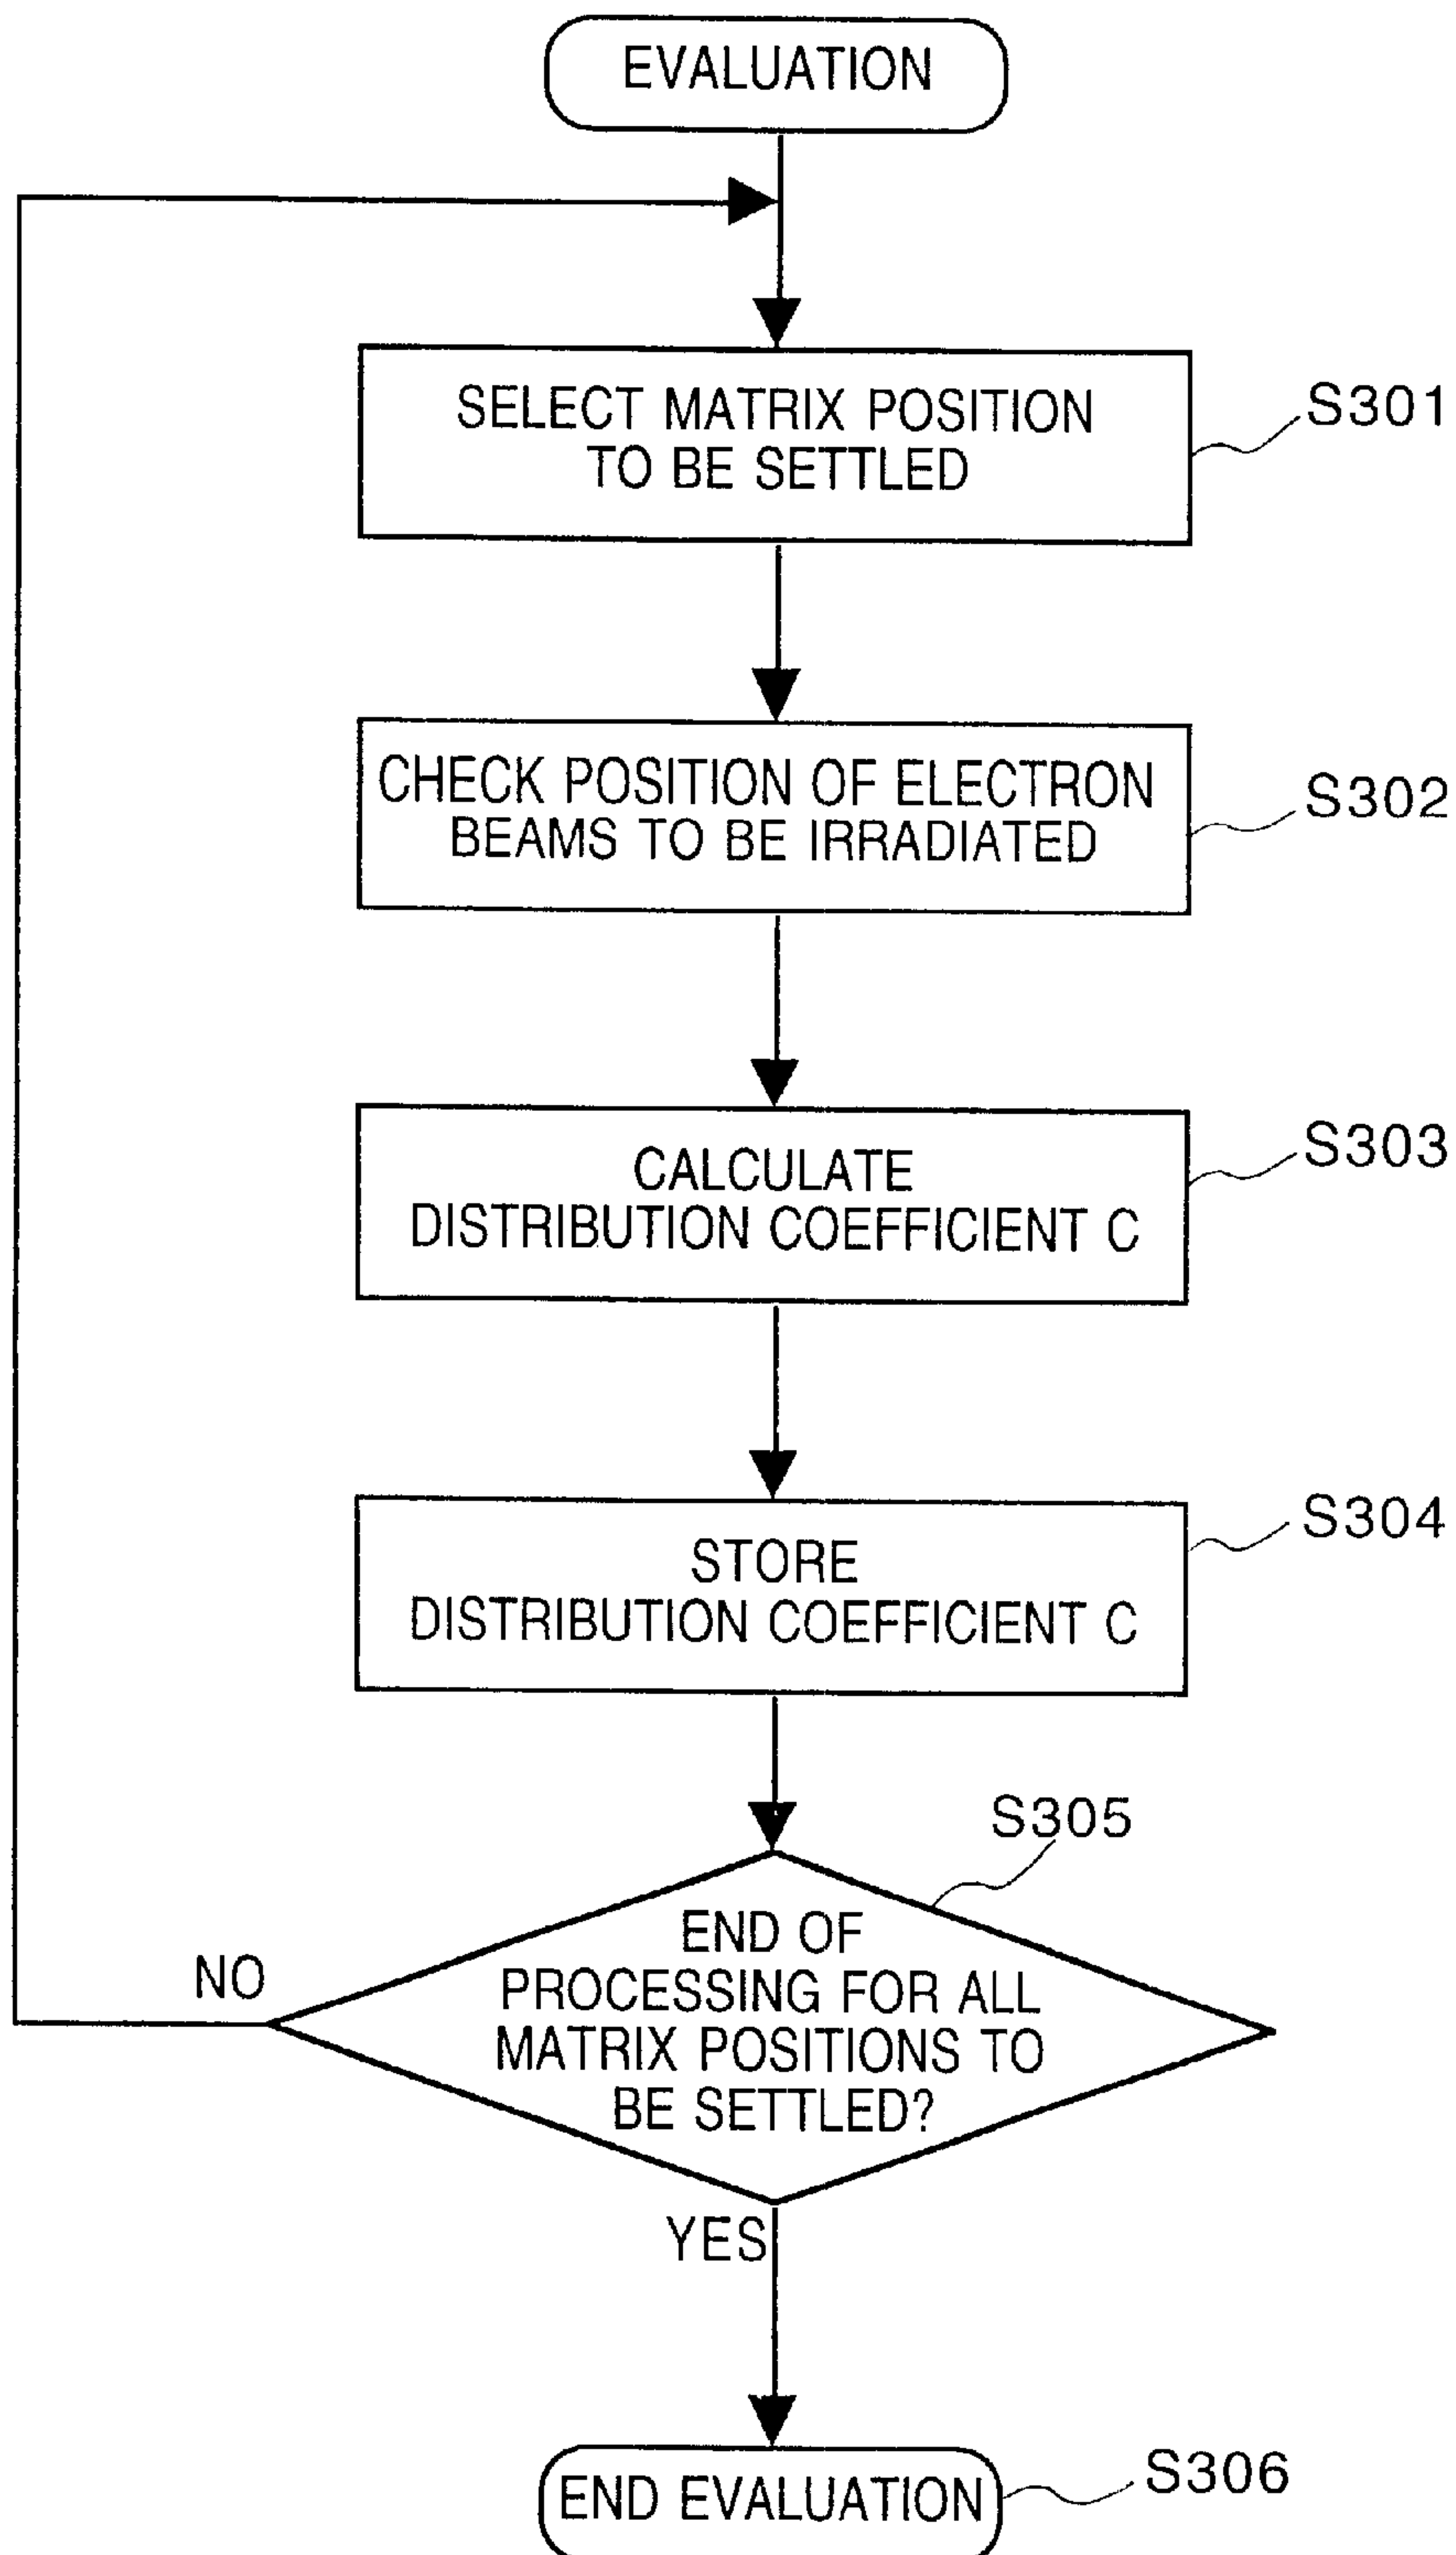 EVALUATION
SELECT MATRIX POSITION
TO BE SETTLED
S301
CHECK POSITION OF ELECTRON
BEAMS TO BE IRRADIATED
S302
CALCULATE
DISTRIBUTION COEFFICIENT C
S303
STORE
DISTRIBUTION COEFFICIENT C
S304
S305
END OF
PROCESSING FOR ALL
MATRIX POSITIONS TO
BE SETTLED?
NO
YES
END EVALUATION
S306